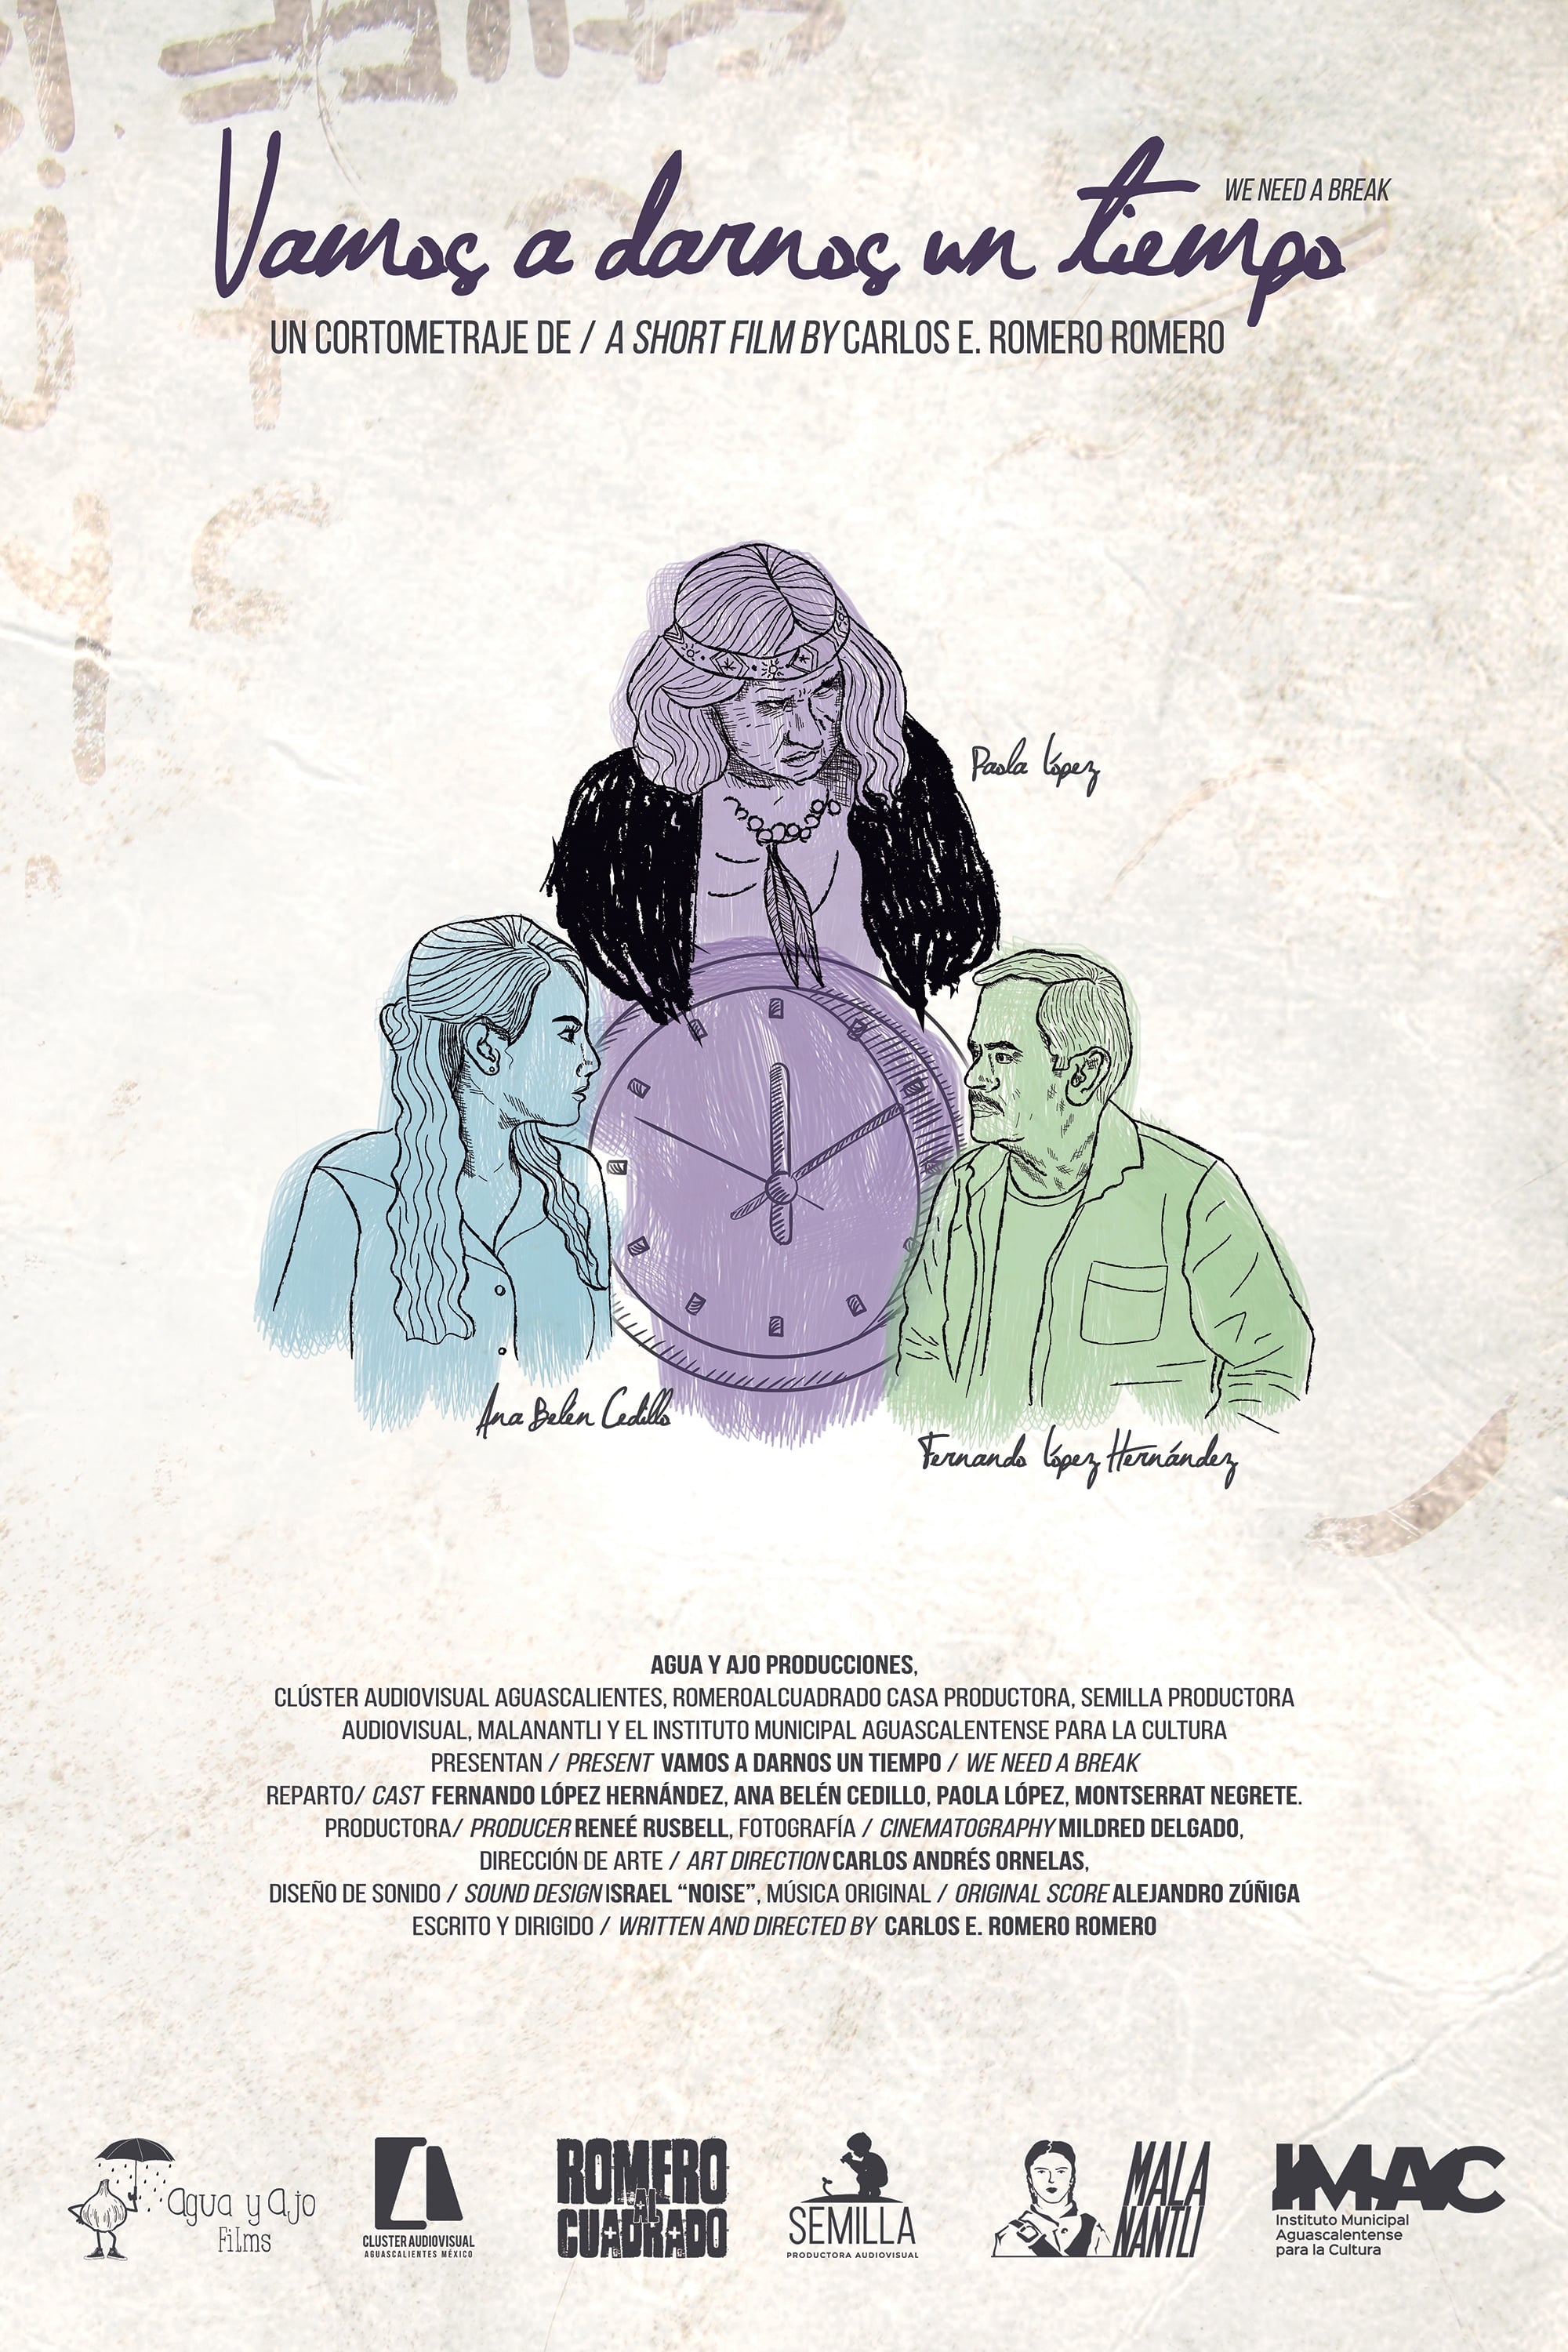 WE NEED A BREAK
Vamos a darnos un tiempo
UN CORTOMETRAJE DE / A SHORT FILM BY CARLOS E. ROMERO ROMERO
Paola López
Ana Belen Cedillo
Fernando López Hernández
AGUA Y AJO PRODUCCIONES,
CLÚSTER AUDIOVISUAL AGUASCALIENTES, ROMEROALCUADRADO CASA PRODUCTORA, SEMILLA PRODUCTORA
AUDIOVISUAL, MALANANTLI Y EL INSTITUTO MUNICIPAL AGUASCALENTENSE PARA LA CULTURA
PRESENTAN / PRESENT VAMOS A DARNOS UN TIEMPO / WE NEED A BREAK
REPARTO/ CAST FERNANDO LÓPEZ HERNÁNDEZ, ANA BELÉN CEDILLO, PAOLA LÓPEZ, MONTSERRAT NEGRETE.
PRODUCTORA/ PRODUCER RENEÉ RUSBELL, FOTOGRAFÍA / CINEMATOGRAPHY MILDRED DELGADO,
DIRECCIÓN DE ARTE / ART DIRECTION CARLOS ANDRÉS ORNELAS,
DISEÑO DE SONIDO / SOUND DESIGN ISRAEL “NOISE”, MÚSICA ORIGINAL / ORIGINAL SCORE ALEJANDRO ZÚÑIGA
ESCRITO Y DIRIGIDO / WRITTEN AND DIRECTED BY CARLOS E. ROMERO ROMERO
agua y ajo
Films
CLUSTER AUDIOVISUAL
AGUASCALIENTES MÉXICO
ROMERO
AL
CUADRADO
SEMILLA
PRODUCTORA AUDIOVISUAL
MALA
NANTLI
IMAC
Instituto Municipal
Aguascalentense
para la Cultura